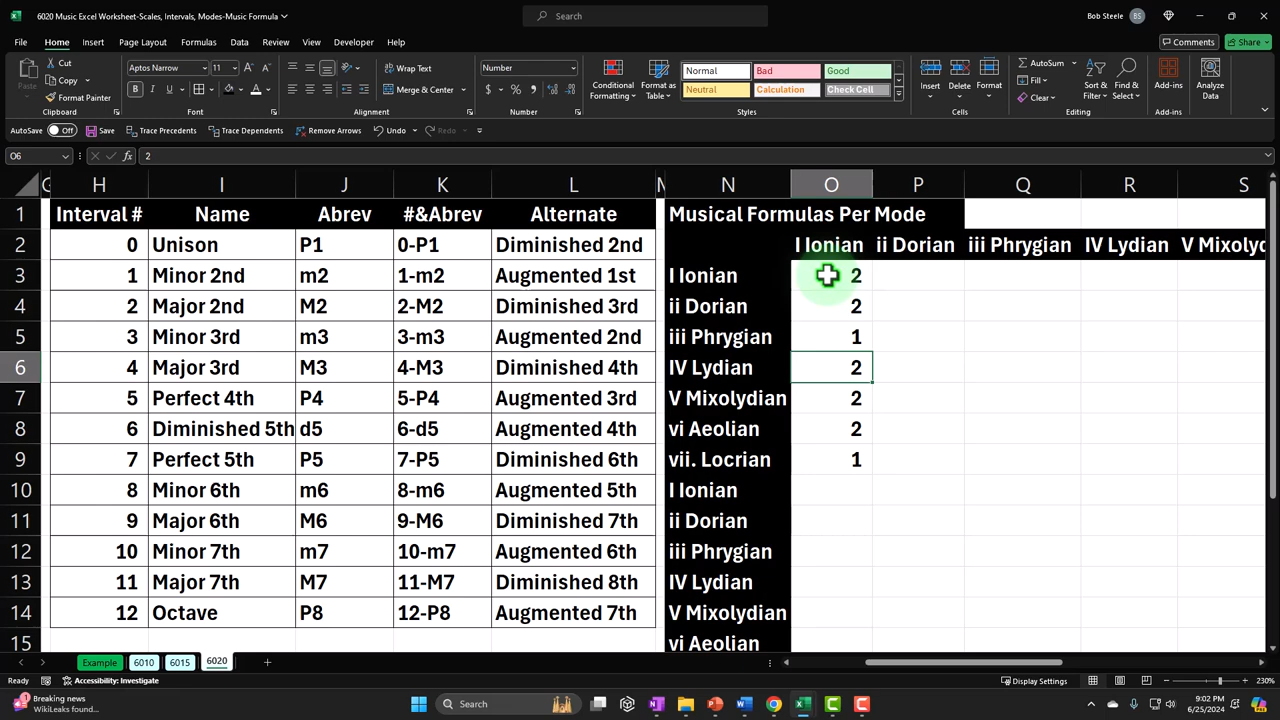 6020 Music Excel Worksheet-Scales, Intervals, Modes-Music Formula
Search
Bob Steele BS
File Home Insert Draw Page Layout Formulas Data Review View Developer Help
Comments Share
Paste Cut Copy Format Painter
Aptos Narrow 11
Wrap Text
Merge & Center
Number
Conditional Formatting
Format as Table
Normal Bad Good
Neutral Calculation Check Cell
Insert Delete Format
AutoSum Fill Clear
Sort & Filter
Find & Select
Add-ins
Analyze Data
Clipboard Font Alignment Number Styles Cells Editing Add-ins
AutoSave Off Save Trace Precedents Trace Dependents Remove Arrows Undo Redo
O6 fx 2
G H I J K L M N O P Q R S
1 Interval # Name Abrev #&Abrev Alternate Musical Formulas Per Mode
2 0 Unison P1 0-P1 Diminished 2nd I Ionian ii Dorian iii Phrygian IV Lydian V Mixolyd
3 1 Minor 2nd m2 1-m2 Augmented 1st I Ionian 2
4 2 Major 2nd M2 2-M2 Diminished 3rd ii Dorian 2
5 3 Minor 3rd m3 3-m3 Augmented 2nd iii Phrygian 1
6 4 Major 3rd M3 4-M3 Diminished 4th IV Lydian 2
7 5 Perfect 4th P4 5-P4 Augmented 3rd V Mixolydian 2
8 6 Diminished 5th d5 6-d5 Augmented 4th vi Aeolian 2
9 7 Perfect 5th P5 7-P5 Diminished 6th vii. Locrian 1
10 8 Minor 6th m6 8-m6 Augmented 5th I Ionian
11 9 Major 6th M6 9-M6 Diminished 7th ii Dorian
12 10 Minor 7th m7 10-m7 Augmented 6th iii Phrygian
13 11 Major 7th M7 11-M7 Diminished 8th IV Lydian
14 12 Octave P8 12-P8 Augmented 7th V Mixolydian
15 vi Aeolian
Example 6010 6015 6020
Ready Accessibility: Investigate Display Settings 230%
Breaking news
WikiLeaks found...
Search
9:02 PM
6/25/2024